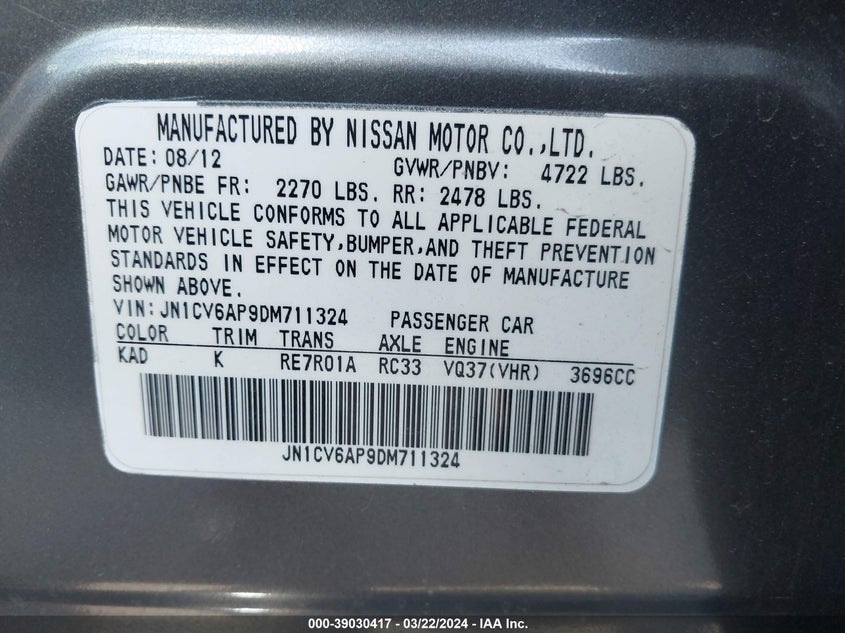 MANUFACTURED BY NISSAN MOTOR CO.,LTD.
DATE: 08/12 GVWR/PNBV: 4722 LBS.
GAWR/PNBE FR: 2270 LBS. RR: 2478 LBS.
THIS VEHICLE CONFORMS TO ALL APPLICABLE FEDERAL
MOTOR VEHICLE SAFETY,BUMPER,AND THEFT PREVENTION
STANDARDS IN EFFECT ON THE DATE OF MANUFACTURE
SHOWN ABOVE.
VIN:JN1CV6AP9DM711324 PASSENGER CAR
COLOR TRIM TRANS AXLE ENGINE
KAD K RE7R01A RC33 VQ37(VHR) 3696CC
JN1CV6AP9DM711324
000-39030417 - 03/22/2024 - IAA Inc.